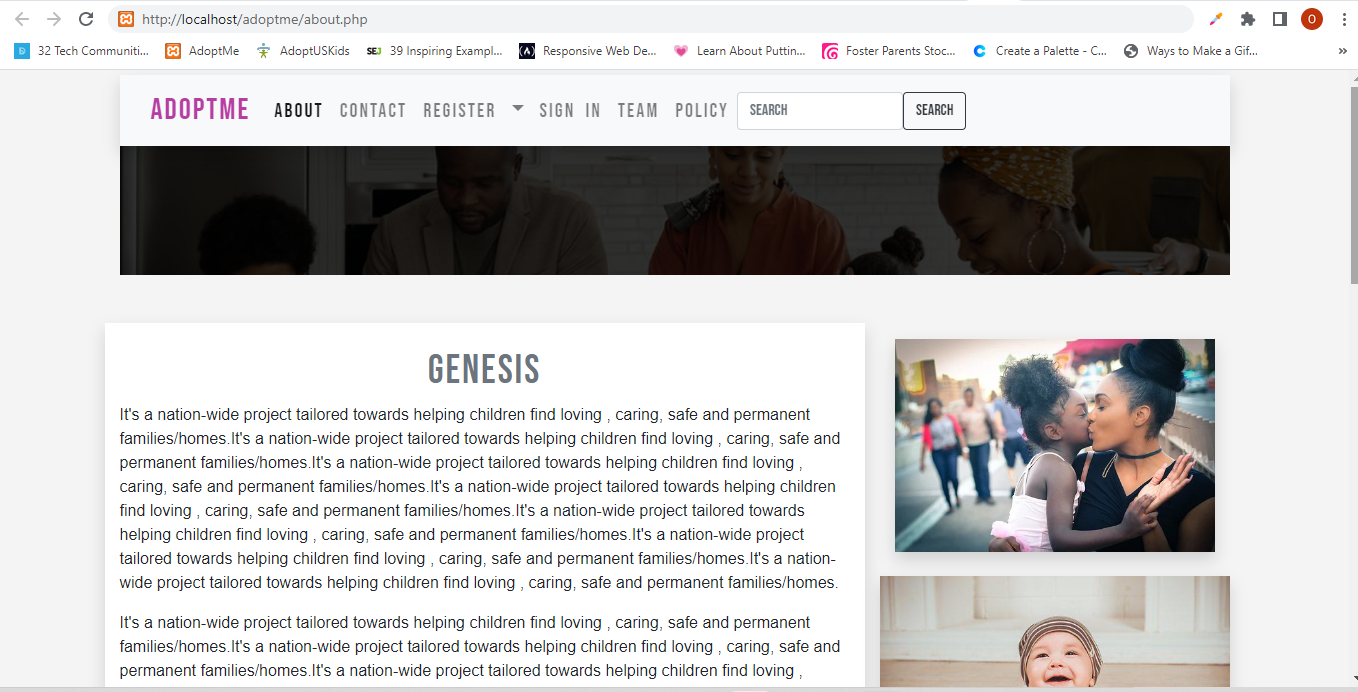 http://localhost/adoptme/about.php
O
32 Tech Communiti... AdoptMe AdoptUSKids SEJ 39 Inspiring Exampl... Responsive Web De... Learn About Puttin... Foster Parents Stoc... Create a Palette - C... Ways to Make a Gif... »
ADOPTME ABOUT CONTACT REGISTER SIGN IN TEAM POLICY SEARCH SEARCH
GENESIS
It's a nation-wide project tailored towards helping children find loving , caring, safe and permanent
families/homes.It's a nation-wide project tailored towards helping children find loving , caring, safe and
permanent families/homes.It's a nation-wide project tailored towards helping children find loving ,
caring, safe and permanent families/homes.It's a nation-wide project tailored towards helping children
find loving , caring, safe and permanent families/homes.It's a nation-wide project tailored towards
helping children find loving , caring, safe and permanent families/homes.It's a nation-wide project
tailored towards helping children find loving , caring, safe and permanent families/homes.It's a nation-
wide project tailored towards helping children find loving , caring, safe and permanent families/homes.
It's a nation-wide project tailored towards helping children find loving , caring, safe and permanent
families/homes.It's a nation-wide project tailored towards helping children find loving , caring, safe and
permanent families/homes.It's a nation-wide project tailored towards helping children find loving ,